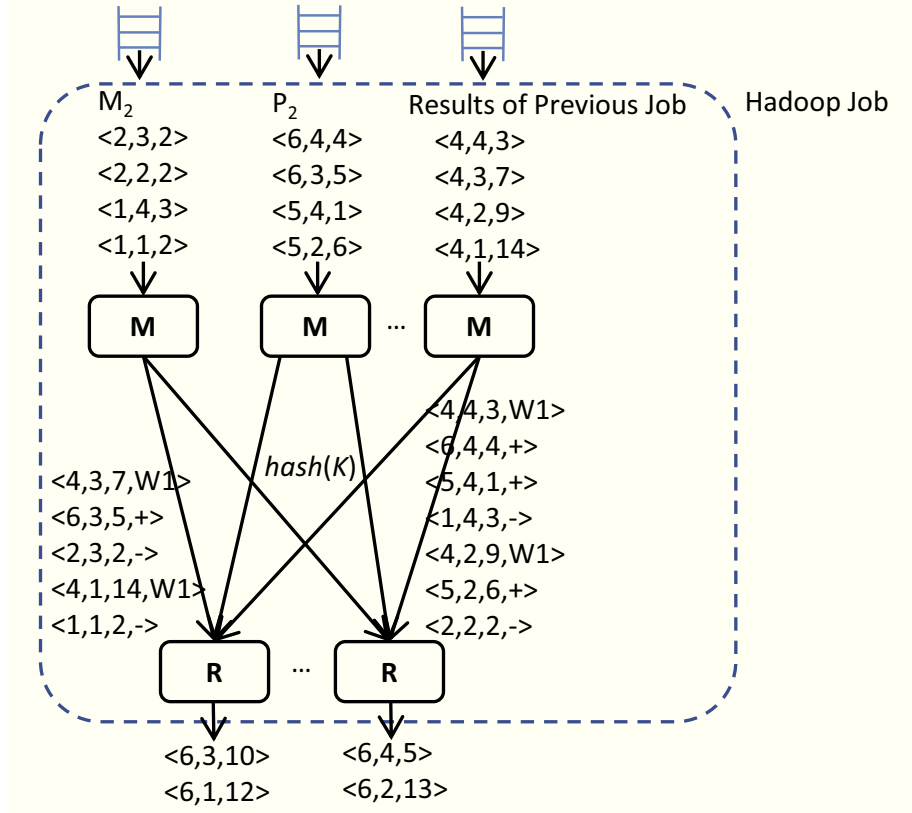 M2 P2 Results of Previous Job Hadoop Job
<2,3,2> <6,4,4> <4,4,3>
<2,2,2> <6,3,5> <4,3,7>
<1,4,3> <5,4,1> <4,2,9>
<1,1,2> <5,2,6> <4,1,14>
M M ... M
hash(K)
<4,3,7,W1>
<6,3,5,+>
<2,3,2,->
<4,1,14,W1>
<1,1,2,->
<4,4,3,W1>
<6,4,4,+>
<5,4,1,+>
<1,4,3,->
<4,2,9,W1>
<5,2,6,+>
<2,2,2,->
R ... R
<6,3,10> <6,4,5>
<6,1,12> <6,2,13>